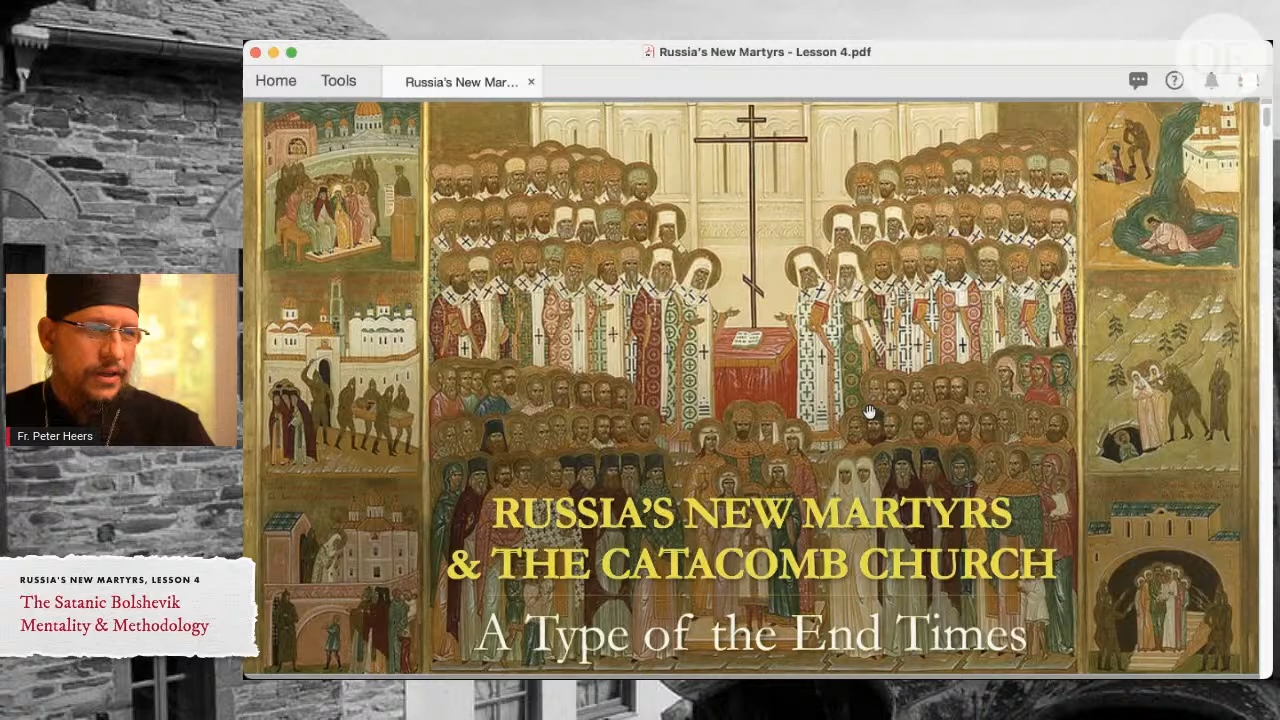 Russia's New Martyrs - Lesson 4.pdf
Home
Tools
Russia's New Mar...
RUSSIA'S NEW MARTYRS
& THE CATACOMB CHURCH
A Type of the End Times
Fr. Peter Heers
RUSSIA'S NEW MARTYRS, LESSON 4
The Satanic Bolshevik
Mentality & Methodology